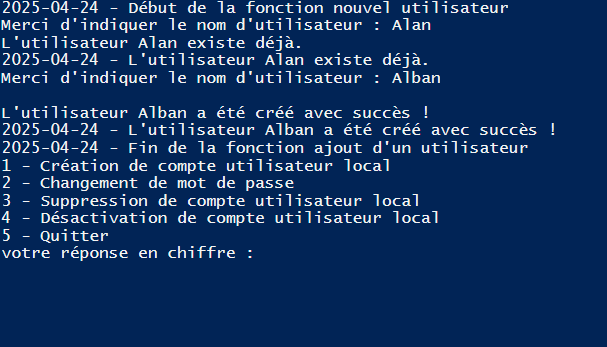 2025-04-24 - Début de la fonction nouvel utilisateur
Merci d'indiquer le nom d'utilisateur : Alan
L'utilisateur Alan existe déjà.
2025-04-24 - L'utilisateur Alan existe déjà.
Merci d'indiquer le nom d'utilisateur : Alban
L'utilisateur Alban a été créé avec succès !
2025-04-24 - L'utilisateur Alban a été créé avec succès !
2025-04-24 - Fin de la fonction ajout d'un utilisateur
1 - Création de compte utilisateur local
2 - Changement de mot de passe
3 - Suppression de compte utilisateur local
4 - Désactivation de compte utilisateur local
5 - Quitter
votre réponse en chiffre :